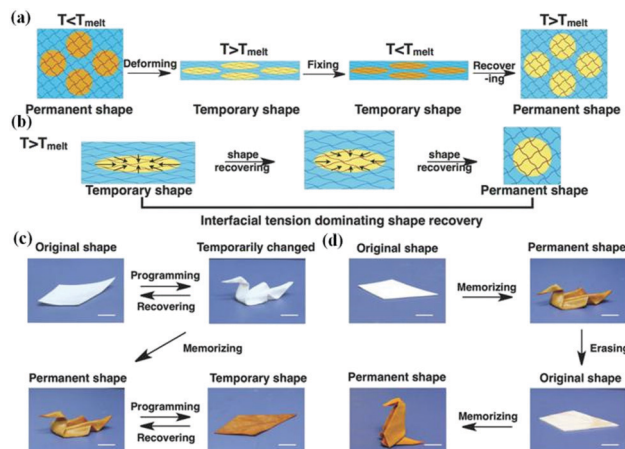 (a)
T<Tmelt
Deforming
T>Tmelt
Fixing
T<Tmelt
Recover
-ing
T>Tmelt
Permanent shape
Temporary shape
Temporary shape
Permanent shape
(b)
T>Tmelt
shape
recovering
shape
recovering
Temporary shape
Permanent shape
Interfacial tension dominating shape recovery
(c)
Original shape
Programming
Recovering
Temporarily changed
Memorizing
Permanent shape
Programming
Recovering
Temporary shape
(d)
Original shape
Memorizing
Permanent shape
Erasing
Original shape
Memorizing
Permanent shape